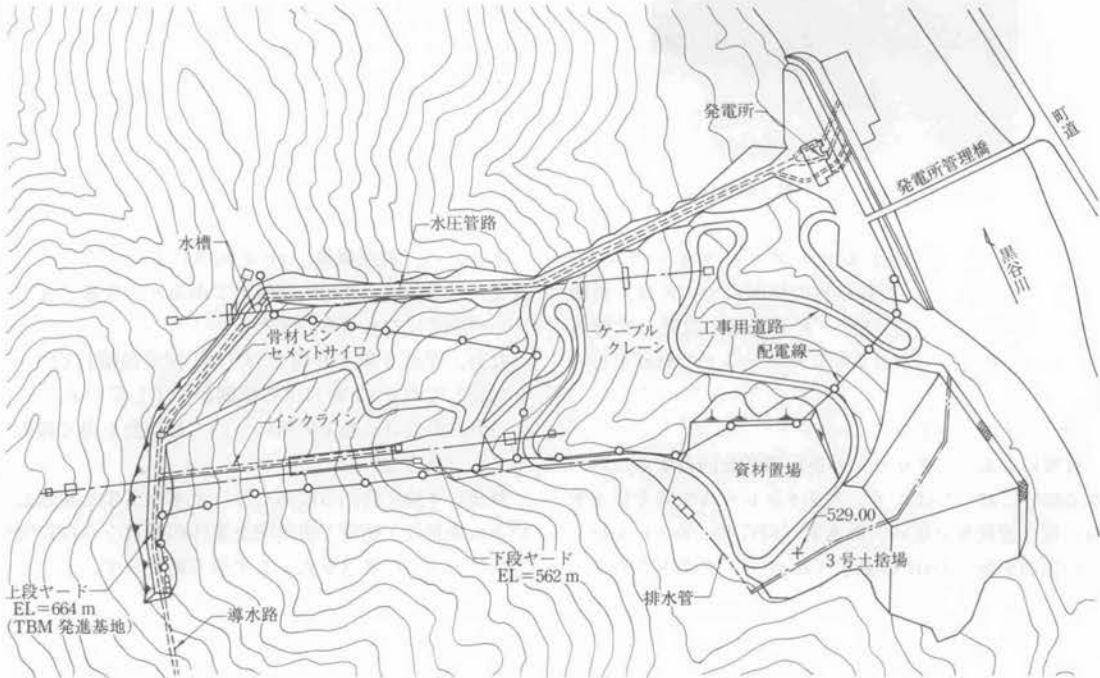 発電所
町道
発電所管理橋
水圧管路
水槽
黒谷川
骨材ビン
セメントサイロ
ケーブル
クレーン
工事用道路
配電線
インクライン
資材置場
529.00
3号土捨場
下段ヤード
EL=562 m
排水管
上段ヤード
EL=664 m
(TBM 発進基地)
導水路